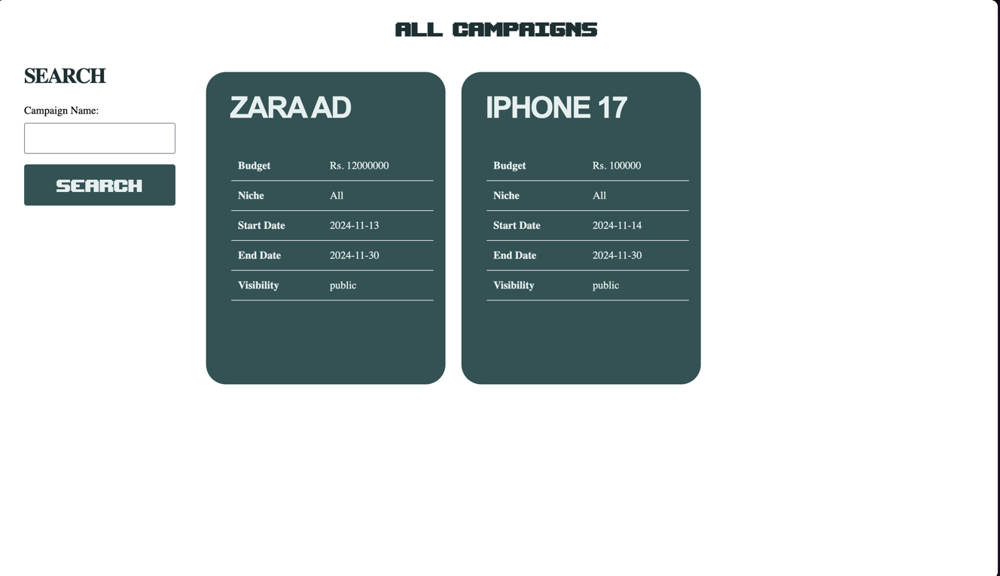 ALL CAMPAIGNS
SEARCH
Campaign Name:
SEARCH
ZARA AD
Budget Rs. 12000000
Niche All
Start Date 2024-11-13
End Date 2024-11-30
Visibility public
IPHONE 17
Budget Rs. 100000
Niche All
Start Date 2024-11-14
End Date 2024-11-30
Visibility public